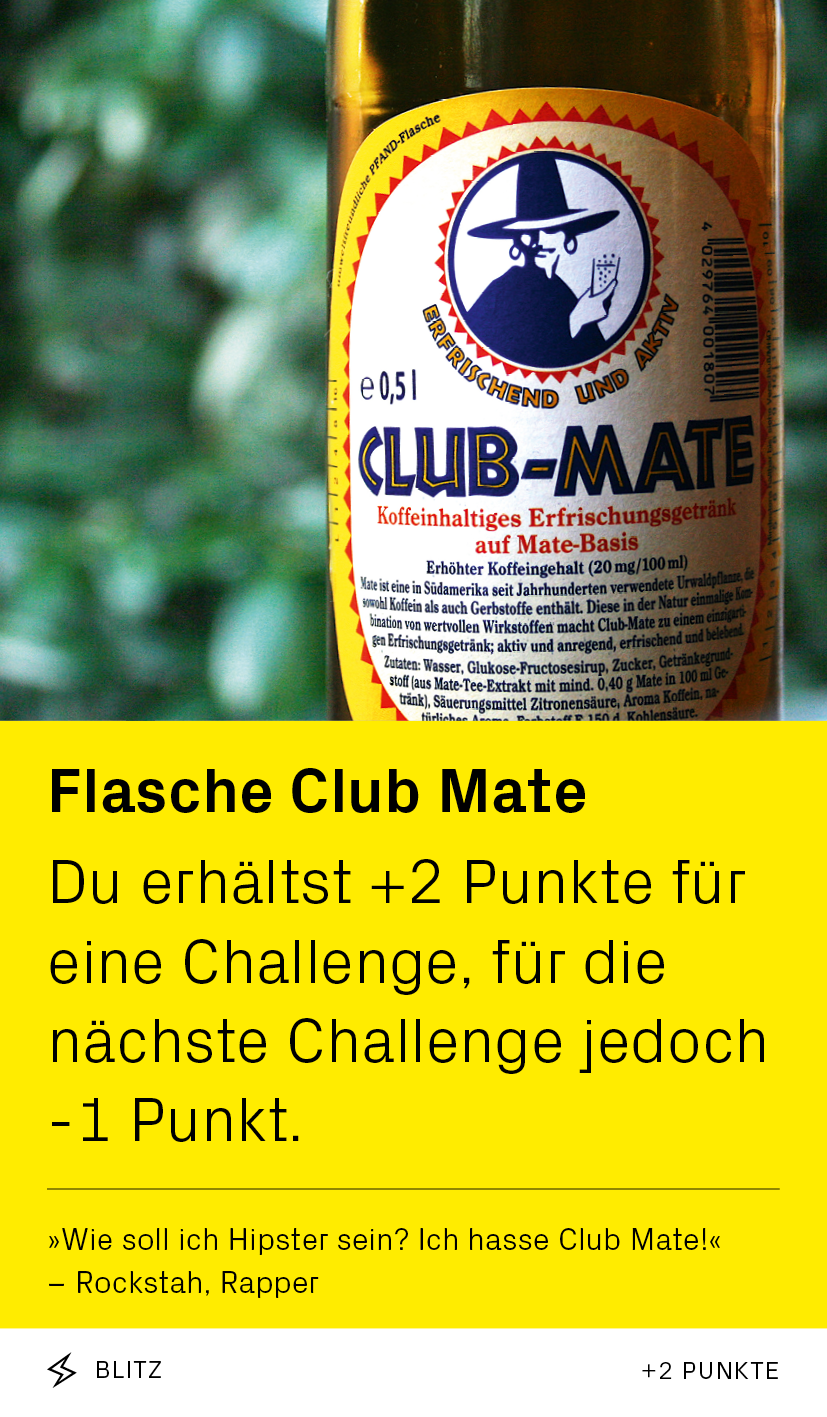 umweltfreundliche PFAND-Flasche
4 029764 001807
ERFRISCHEND UND AKTIV
e 0,5 l
CLUB-MATE
Koffeinhaltiges Erfrischungsgetränk
auf Mate-Basis
Erhöhter Koffeingehalt (20 mg/100 ml)
Mate ist eine in Südamerika seit Jahrhunderten verwendete Urwaldpflanze, die
sowohl Koffein als auch Gerbstoffe enthält. Diese in der Natur einmalige Kom-
bination von wertvollen Wirkstoffen macht Club-Mate zu einem einzigarti-
gen Erfrischungsgetränk; aktiv und anregend, erfrischend und belebend.
Zutaten: Wasser, Glukose-Fructosesirup, Zucker, Getränkegrund-
stoff (aus Mate-Tee-Extrakt mit mind. 0,40 g Mate in 100 ml Ge-
tränk), Säuerungsmittel Zitronensäure, Aroma Koffein, na-
türliches Aroma, Farbstoff E 150 d, Kohlensäure.
Flasche Club Mate
Du erhältst +2 Punkte für
eine Challenge, für die
nächste Challenge jedoch
-1 Punkt.
»Wie soll ich Hipster sein? Ich hasse Club Mate!«
– Rockstah, Rapper
BLITZ
+2 PUNKTE